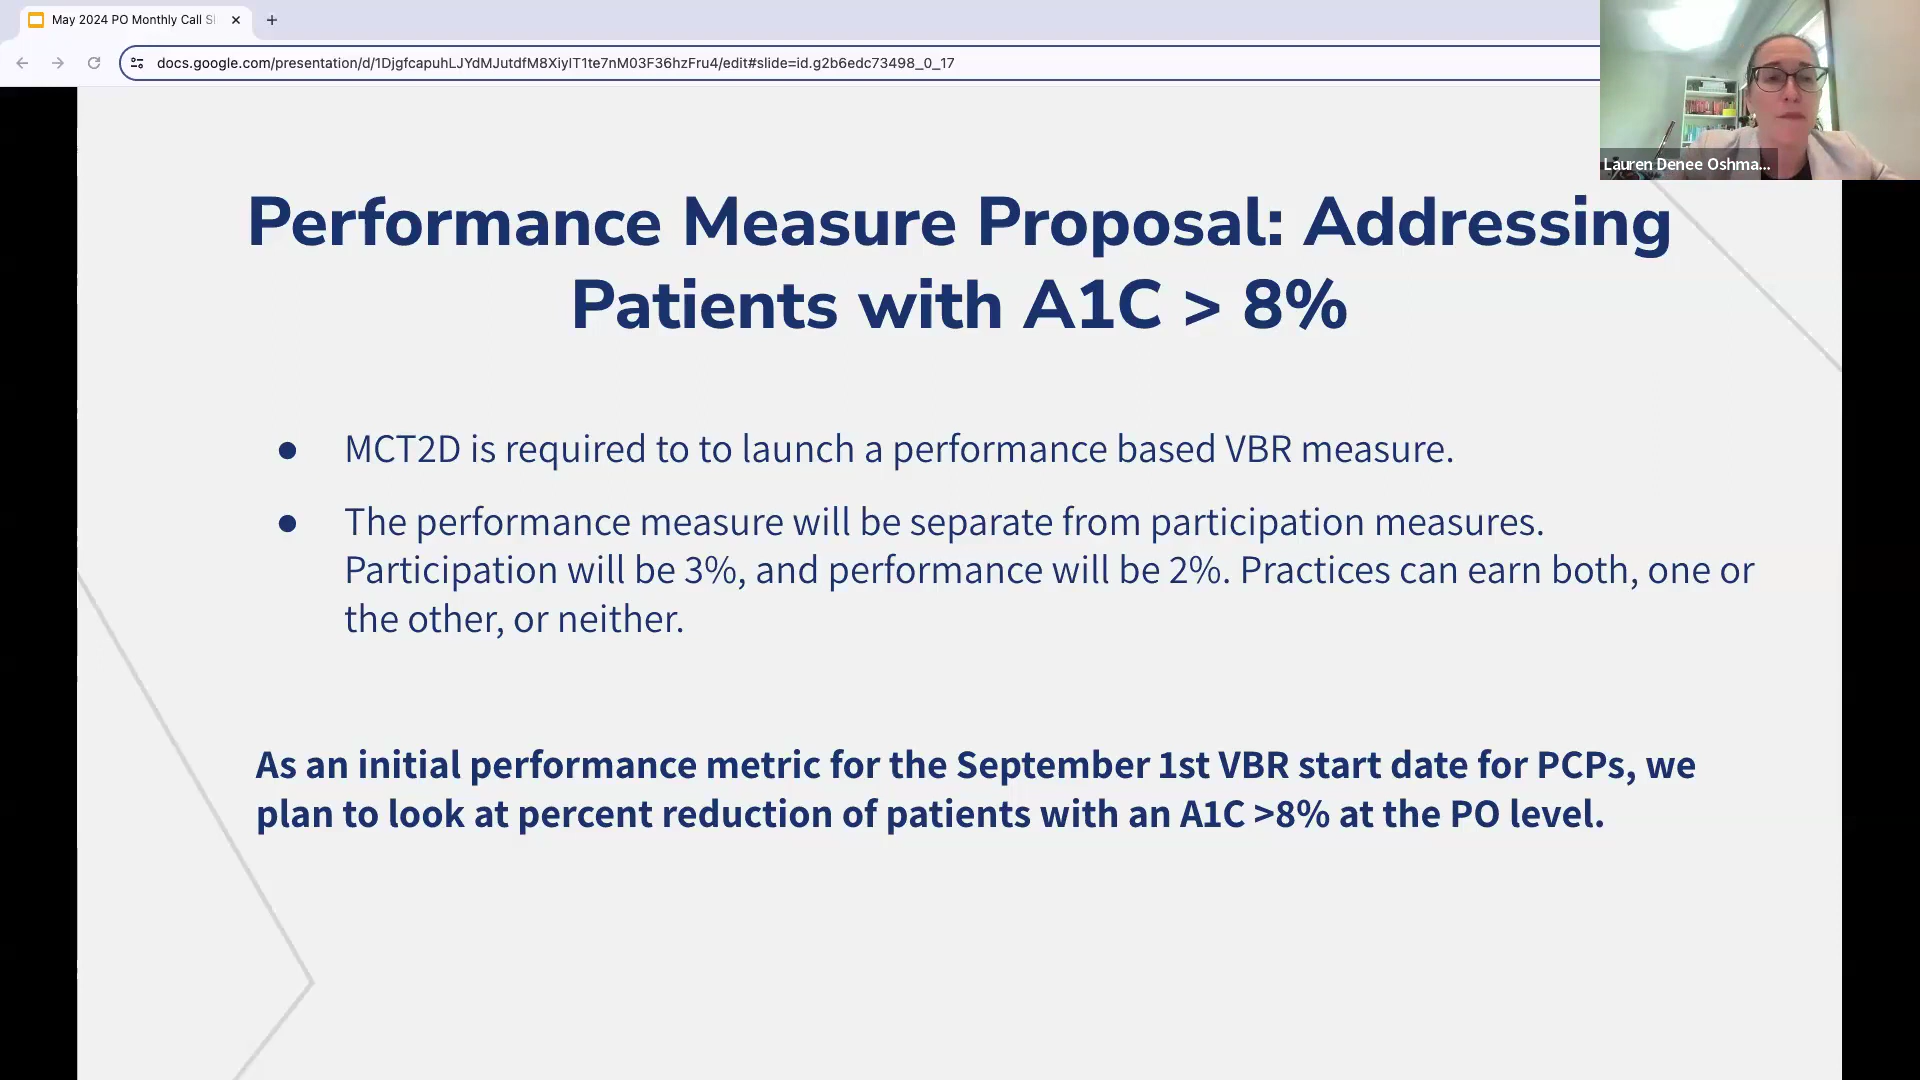 May 2024 PO Monthly Call Sl
docs.google.com/presentation/d/1DjgfcapuhLJYdMJutdfM8XiyIT1te7nM03F36hzFru4/edit#slide=id.g2b6edc73498_0_17
Lauren Denee Oshma...
Performance Measure Proposal: Addressing
Patients with A1C > 8%
● MCT2D is required to to launch a performance based VBR measure.
● The performance measure will be separate from participation measures.
Participation will be 3%, and performance will be 2%. Practices can earn both, one or
the other, or neither.
As an initial performance metric for the September 1st VBR start date for PCPs, we
plan to look at percent reduction of patients with an A1C >8% at the PO level.